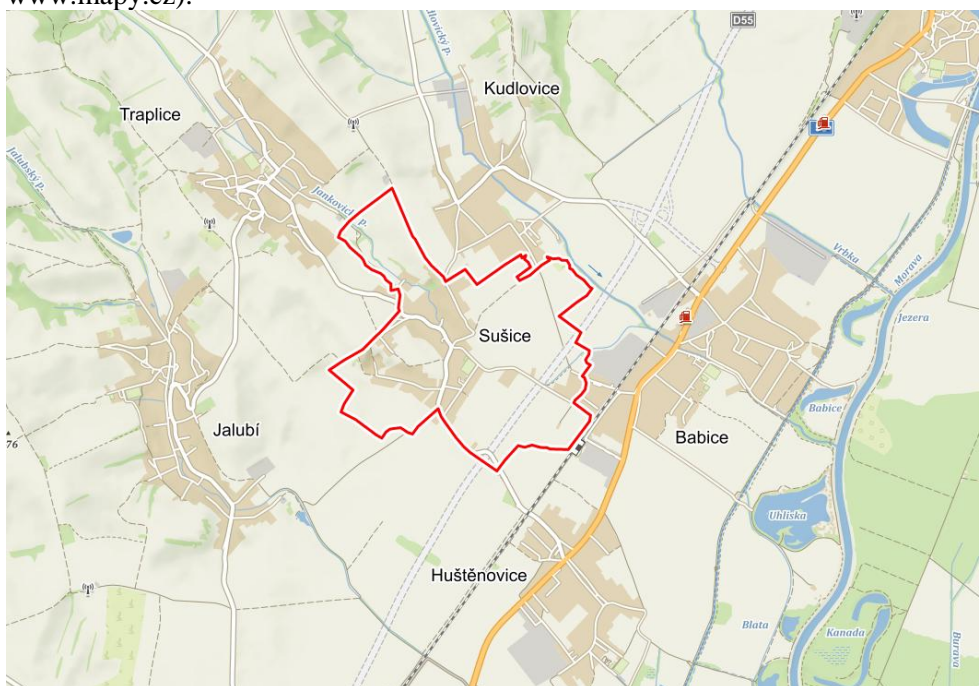 www.mapy.cz).
D55
Kudlovice
Traplice
Jalubský p.
Vrbka
Morava
Jezera
Sušice
Babice
Jalubí
76
Babice
Uhliska
Huštěnovice
Blata
Kanada
Burava